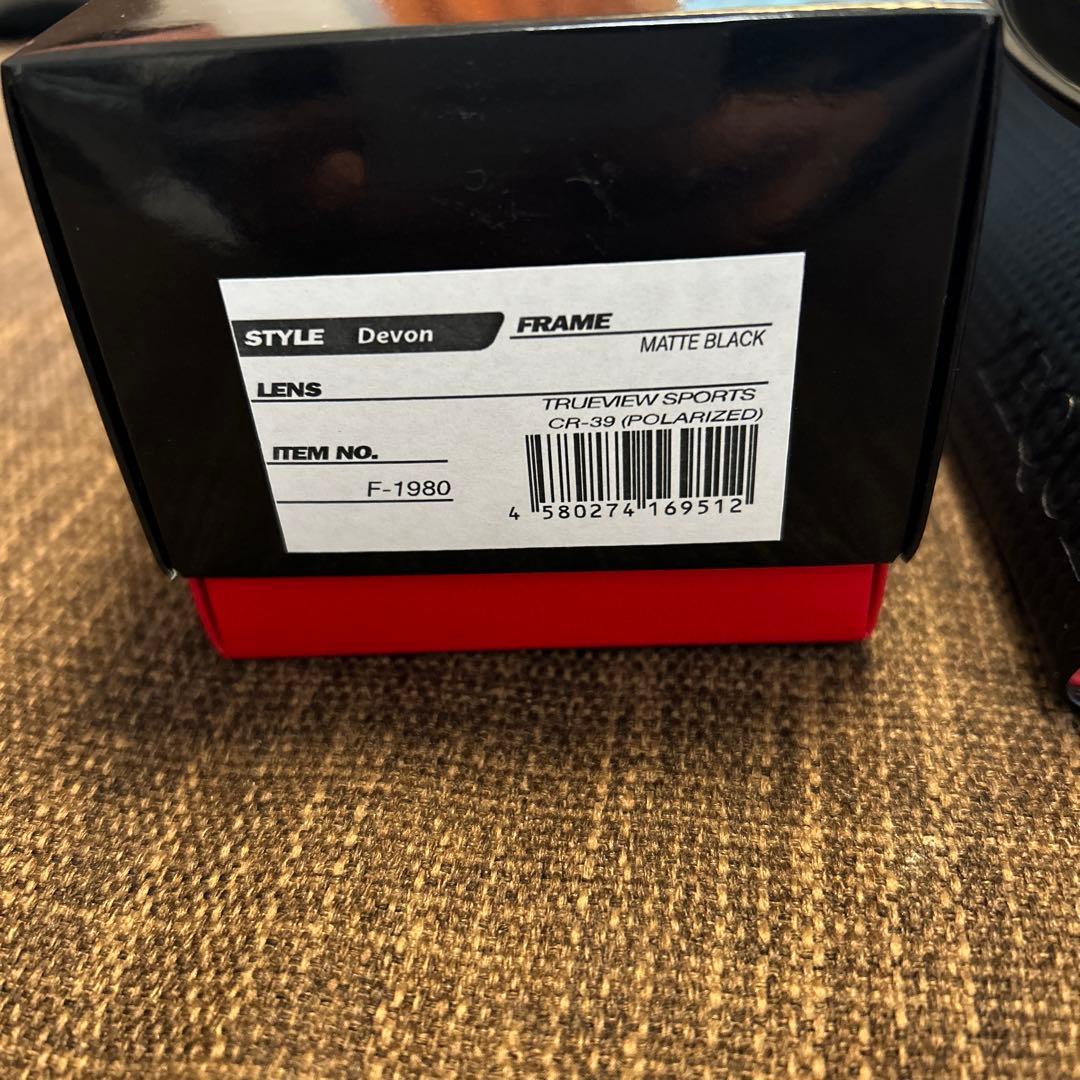 STYLE Devon
FRAME
MATTE BLACK
LENS
TRUEVIEW SPORTS
CR-39 (POLARIZED)
ITEM NO.
F-1980
4 580274 169512